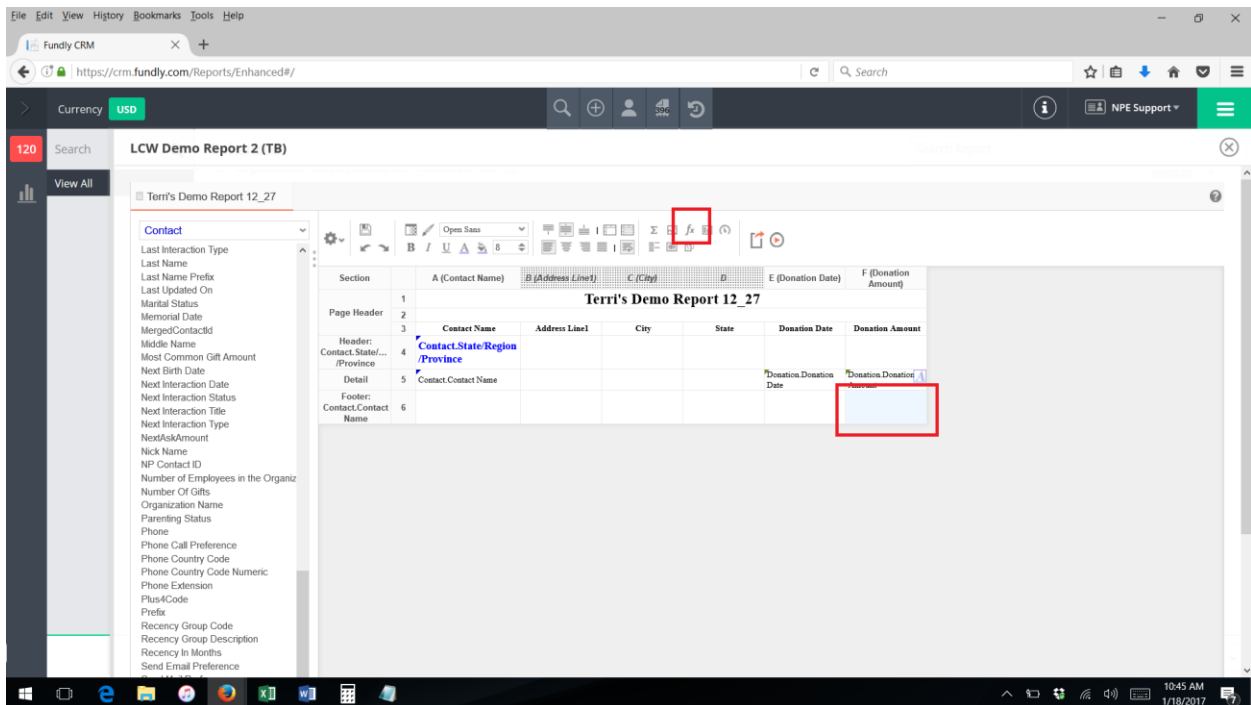 File Edit View History Bookmarks Tools Help
Fundly CRM
https://crm.fundly.com/Reports/Enhanced#/
Search
Currency USD
396
NPE Support
120
Search
LCW Demo Report 2 (TB)
View All
Terri's Demo Report 12_27
Contact
Open Sans
Σ
fx
B I U A 8
Last Interaction Type
Last Name
Last Name Prefix
Last Updated On
Marital Status
Memorial Date
MergedContactId
Middle Name
Most Common Gift Amount
Next Birth Date
Next Interaction Date
Next Interaction Status
Next Interaction Title
Next Interaction Type
NextAskAmount
Nick Name
NP Contact ID
Number of Employees in the Organiz
Number Of Gifts
Organization Name
Parenting Status
Phone
Phone Call Preference
Phone Country Code
Phone Country Code Numeric
Phone Extension
Plus4Code
Prefix
Recency Group Code
Recency Group Description
Recency In Months
Send Email Preference
Section A (Contact Name) B (Address Line1) C (City) D E (Donation Date) F (Donation
Amount)
Page Header
1 Terri's Demo Report 12_27
2
3 Contact Name Address Line1 City State Donation Date Donation Amount
Header:
Contact.State/...
/Province
4 Contact.State/Region
/Province
Detail 5 Contact.Contact Name Donation.Donation
Date
Donation.Donation
Amount
Footer:
Contact.Contact
Name
6
10:45 AM
1/18/2017